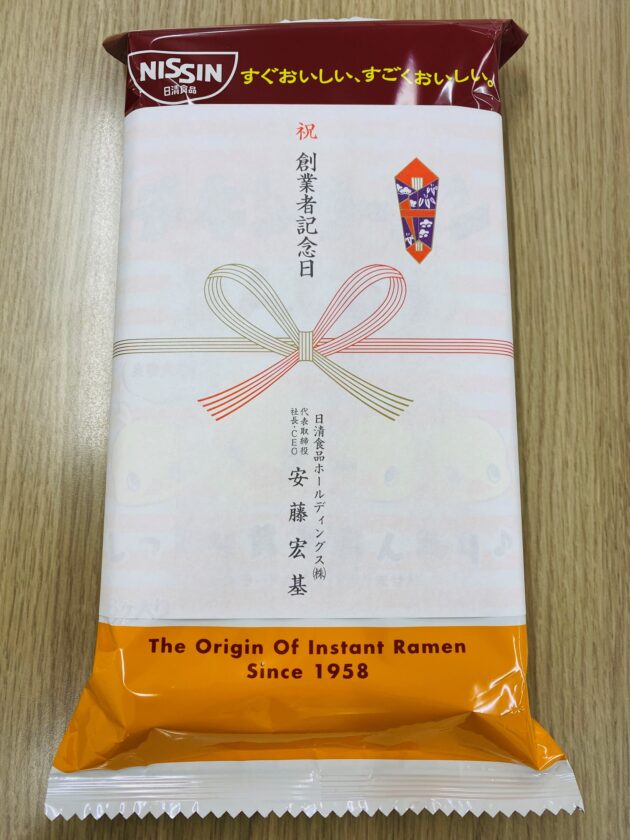 NISSIN
日清食品
すぐおいしい、すごくおいしい。
祝
創業者記念日
日清食品ホールディングス㈱
代表取締役
社長・CEO
安藤宏基
The Origin Of Instant Ramen
Since 1958